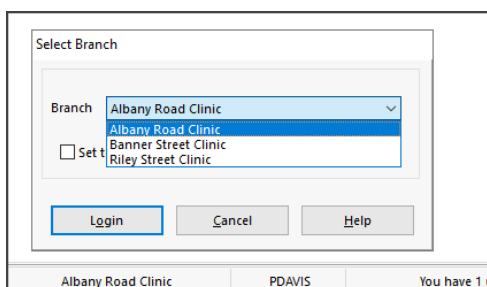 Select Branch
Branch Albany Road Clinic
Albany Road Clinic
Banner Street Clinic
Set t
Riley Street Clinic
Login Cancel Help
Albany Road Clinic PDAVIS You have 1